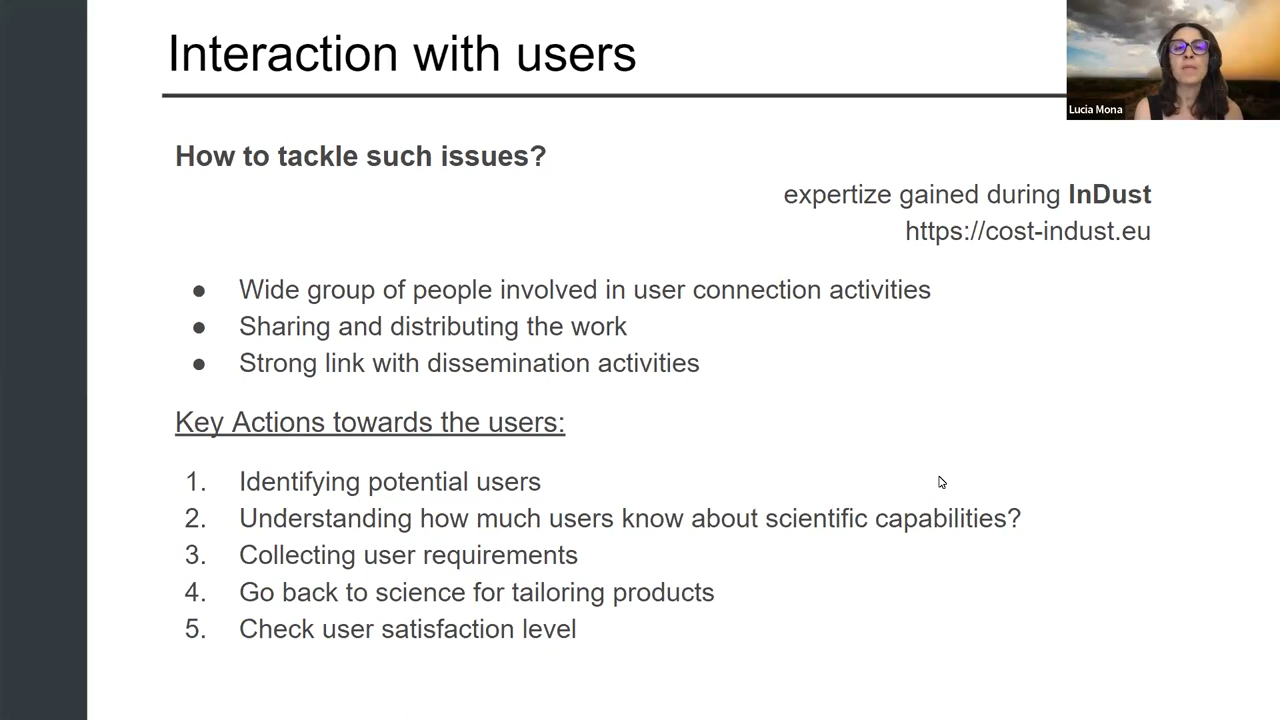 Interaction with users
Lucia Mona
How to tackle such issues?
expertize gained during InDust
https://cost-indust.eu
● Wide group of people involved in user connection activities
● Sharing and distributing the work
● Strong link with dissemination activities
Key Actions towards the users:
1. Identifying potential users
2. Understanding how much users know about scientific capabilities?
3. Collecting user requirements
4. Go back to science for tailoring products
5. Check user satisfaction level